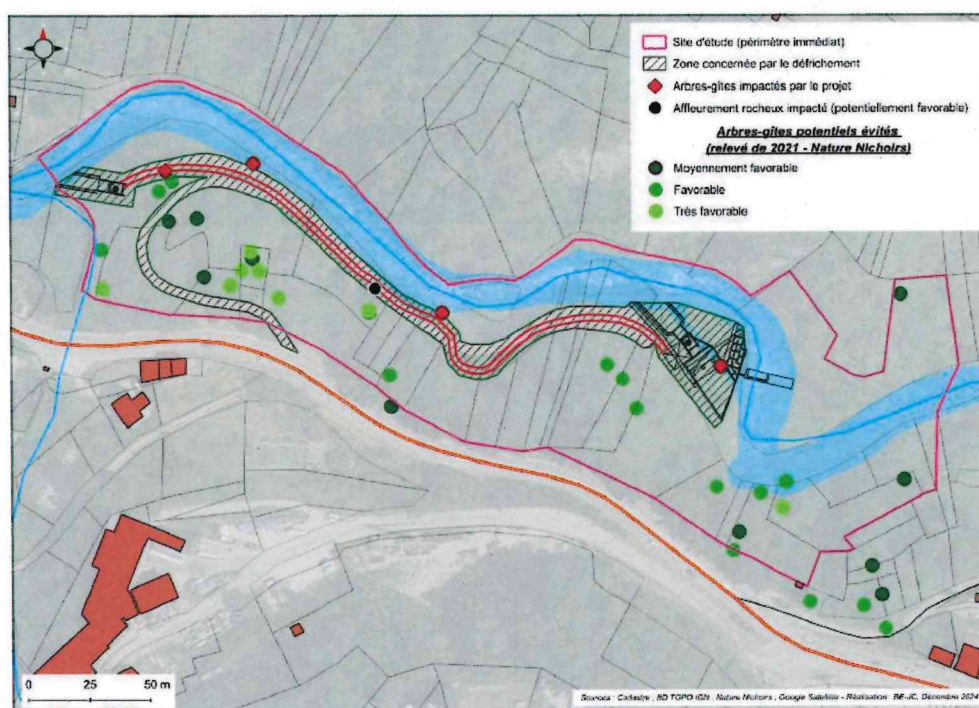 Site d'étude (périmètre immédiat)
Zone concernée par le défrichement
Arbres-gîtes impactés par le projet
Affleurement rocheux impacté (potentiellement favorable)
Arbres-gîtes potentiels évités
(relevé de 2021 - Nature Nichoirs)
Moyennement favorable
Favorable
Très favorable
0 25 50 m
Sources : Cadastre ; BD TOPO IGN ; Nature Nichoirs ; Google Satellite - Réalisation : BE-JC, Décembre 2024